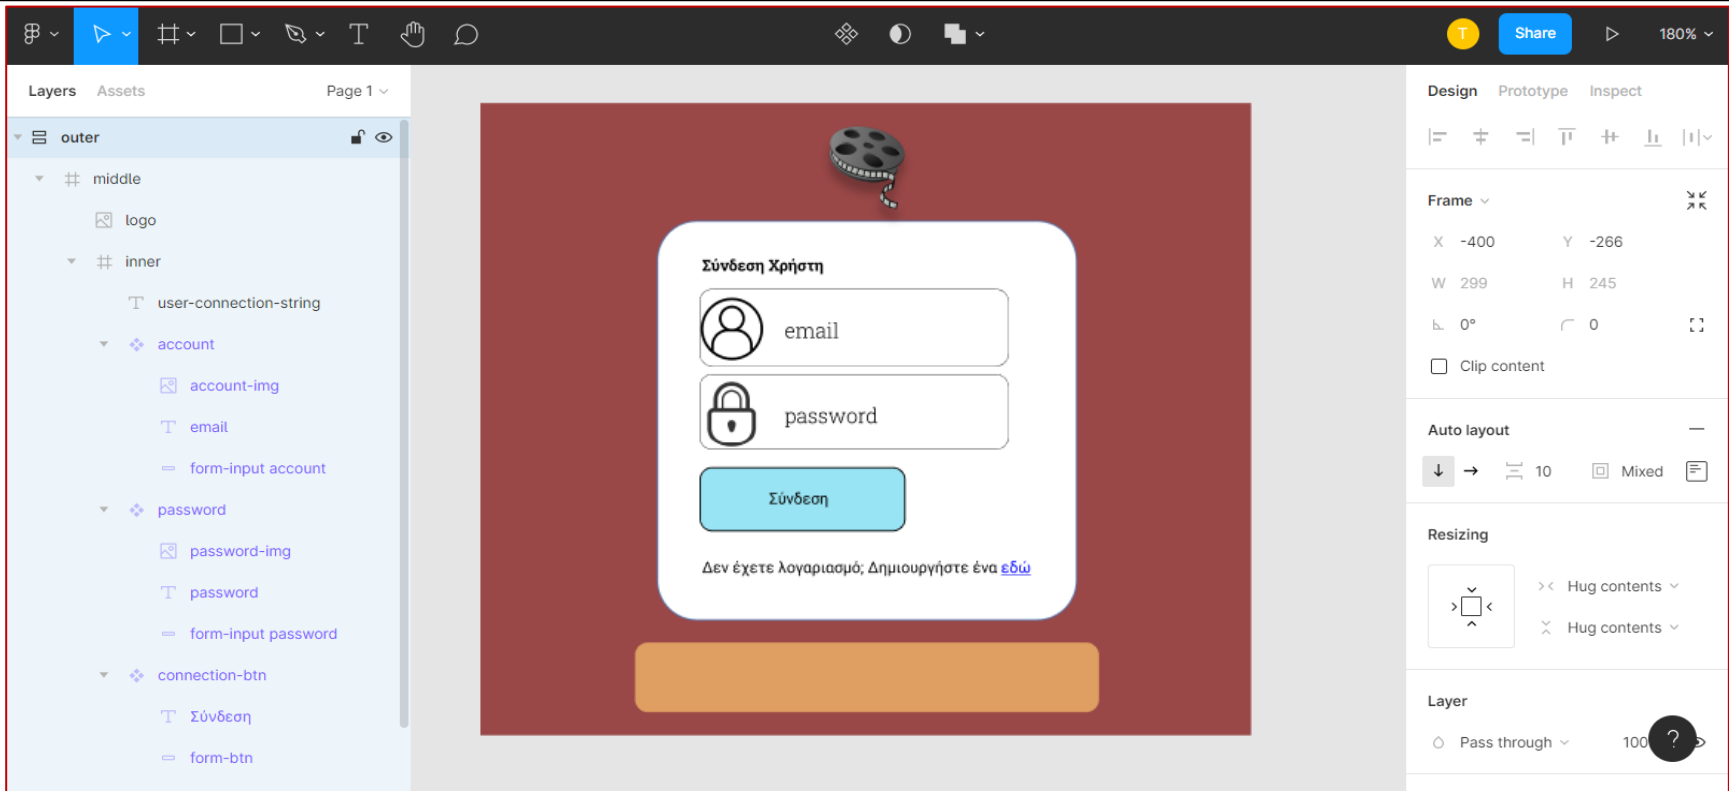 T
Share
180%
Layers
Assets
Page 1
outer
middle
logo
inner
user-connection-string
account
account-img
email
form-input account
password
password-img
password
form-input password
connection-btn
Σύνδεση
form-btn
Σύνδεση Χρήστη
email
password
Σύνδεση
Δεν έχετε λογαριασμό; Δημιουργήστε ένα εδώ
Design
Prototype
Inspect
Frame
X -400 Y -266
W 299 H 245
0° 0
Clip content
Auto layout
10 Mixed
Resizing
Hug contents
Hug contents
Layer
Pass through 100
?